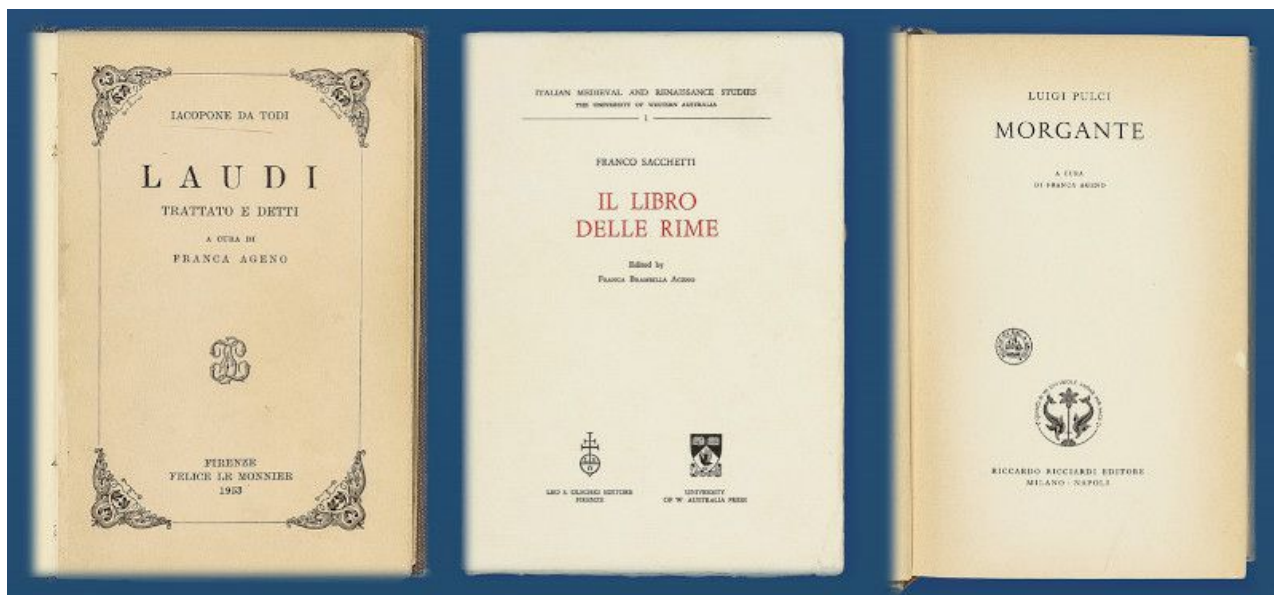 IACOPONE DA TODI
LAUDI
TRATTATO E DETTI
A CURA DI
FRANCA AGENO
FIRENZE
FELICE LE MONNIER
1953
ITALIAN MEDIEVAL AND RENAISSANCE STUDIES
THE UNIVERSITY OF WESTERN AUSTRALIA
1
FRANCO SACCHETTI
IL LIBRO
DELLE RIME
Edited by
FRANCA BRAMBILLA AGENO
LEO S. OLSCHKI EDITORE
FIRENZE
UNIVERSITY
OF W. AUSTRALIA PRESS
LUIGI PULCI
MORGANTE
A CURA
DI FRANCA AGENO
RICCARDO RICCIARDI EDITORE
MILANO · NAPOLI